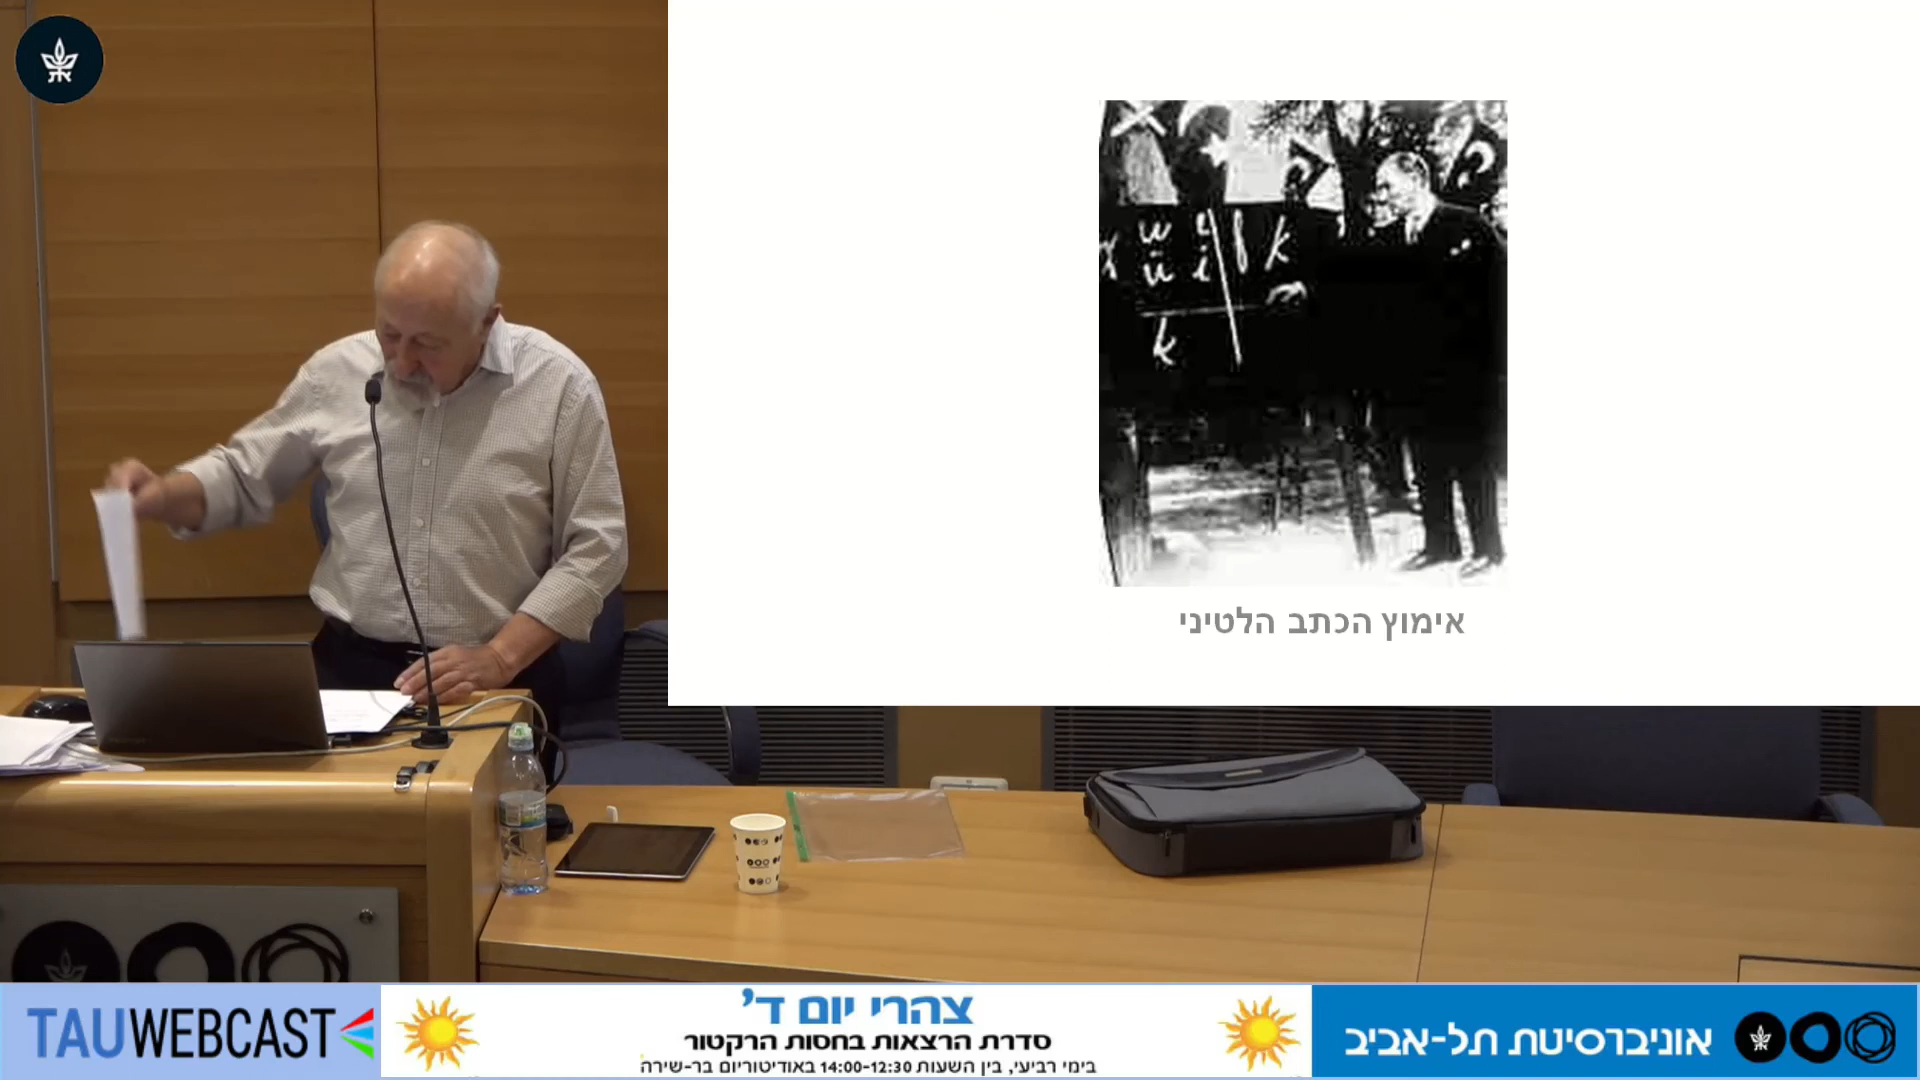 w e k
ü i
k
אימוץ הכתב הלטיני
TAUWEBCAST
צהרי יום ד'
סדרת הרצאות בחסות הרקטור
בימי רביעי, בין השעות 14:00-12:30 באודיטוריום בר-שירה
אוניברסיטת תל-אביב